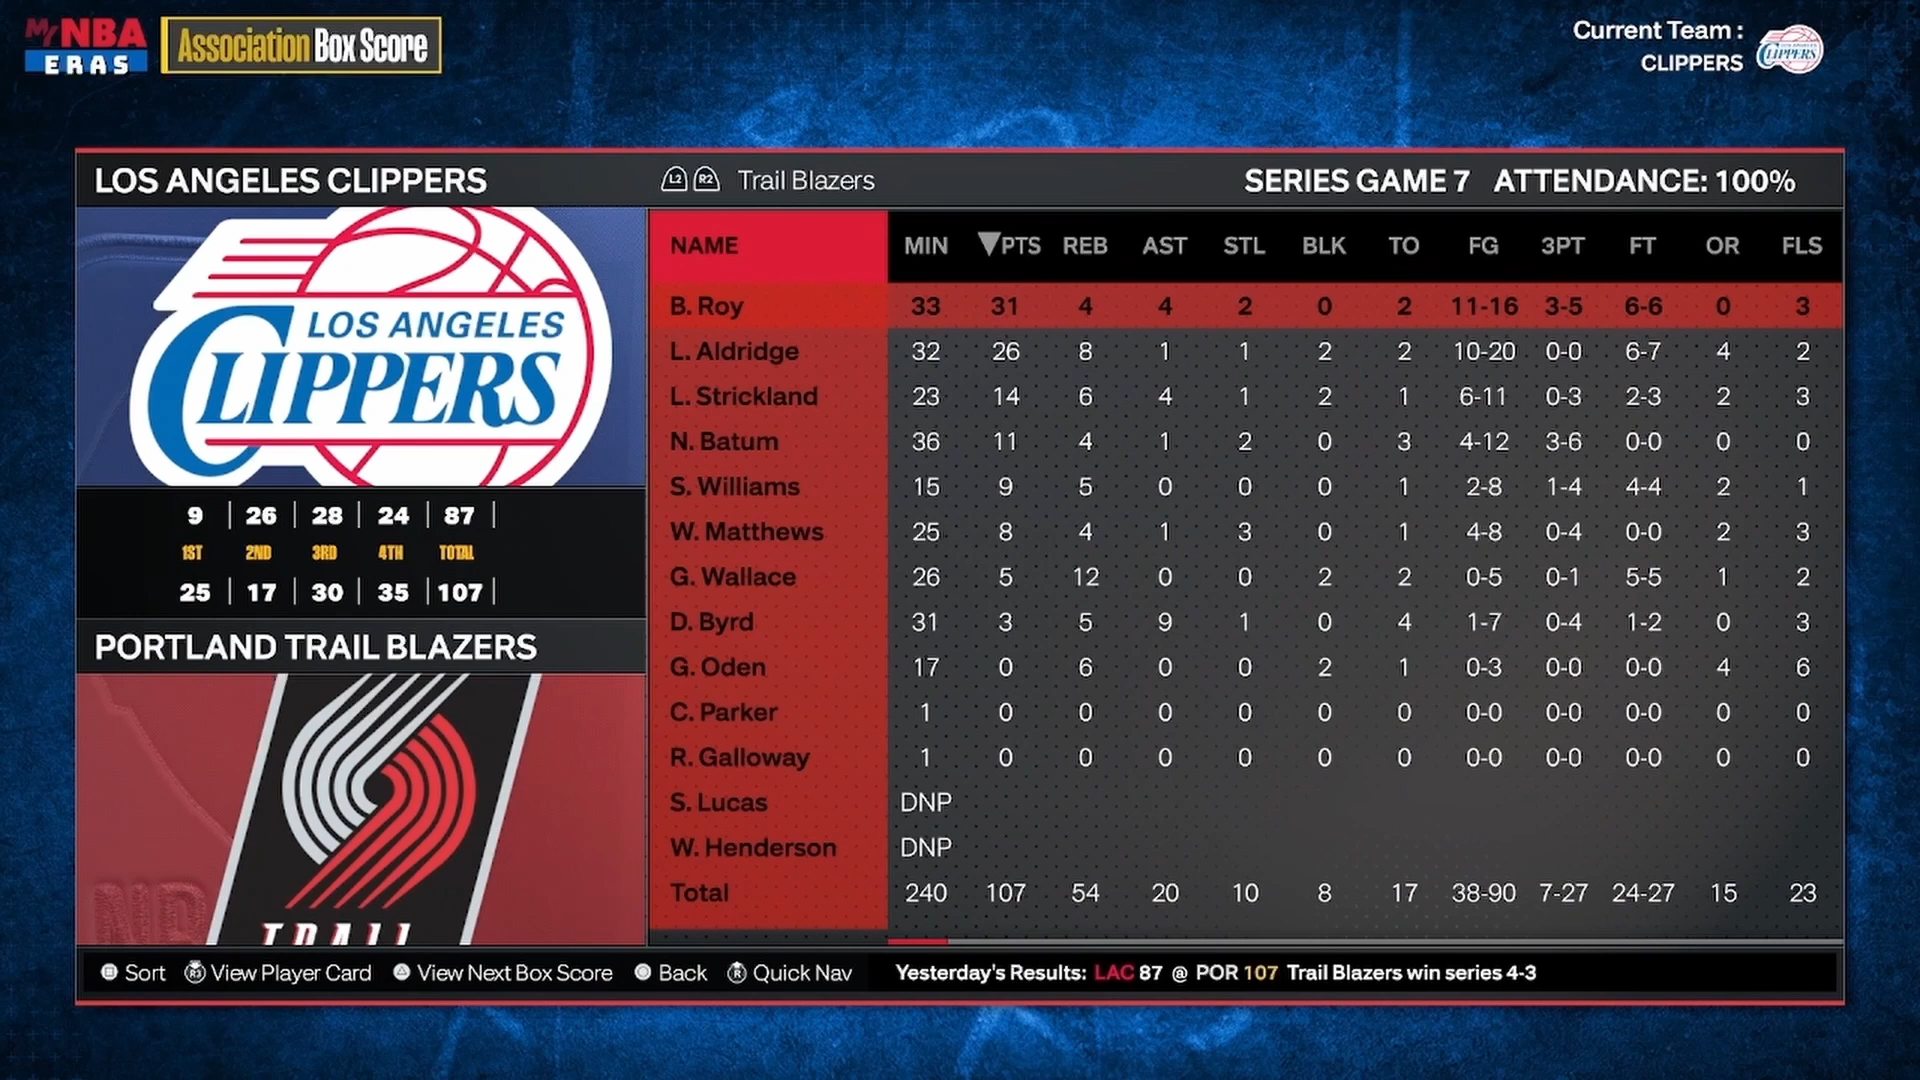 MyNBA
ERAS
Association Box Score
Current Team :
CLIPPERS
CLIPPERS
LOS ANGELES CLIPPERS
L2 R2 Trail Blazers
SERIES GAME 7 ATTENDANCE: 100%
LOS ANGELES
CLIPPERS
9 | 26 | 28 | 24 | 87 |
1ST 2ND 3RD 4TH TOTAL
25 | 17 | 30 | 35 | 107 |
PORTLAND TRAIL BLAZERS
TRAIL
NAME MIN ▼PTS REB AST STL BLK TO FG 3PT FT OR FLS
B. Roy 33 31 4 4 2 0 2 11-16 3-5 6-6 0 3
L. Aldridge 32 26 8 1 1 2 2 10-20 0-0 6-7 4 2
L. Strickland 23 14 6 4 1 2 1 6-11 0-3 2-3 2 3
N. Batum 36 11 4 1 2 0 3 4-12 3-6 0-0 0 0
S. Williams 15 9 5 0 0 0 1 2-8 1-4 4-4 2 1
W. Matthews 25 8 4 1 3 0 1 4-8 0-4 0-0 2 3
G. Wallace 26 5 12 0 0 2 2 0-5 0-1 5-5 1 2
D. Byrd 31 3 5 9 1 0 4 1-7 0-4 1-2 0 3
G. Oden 17 0 6 0 0 2 1 0-3 0-0 0-0 4 6
C. Parker 1 0 0 0 0 0 0 0-0 0-0 0-0 0 0
R. Galloway 1 0 0 0 0 0 0 0-0 0-0 0-0 0 0
S. Lucas DNP
W. Henderson DNP
Total 240 107 54 20 10 8 17 38-90 7-27 24-27 15 23
Sort R3 View Player Card View Next Box Score Back R Quick Nav
Yesterday's Results: LAC 87 @ POR 107 Trail Blazers win series 4-3